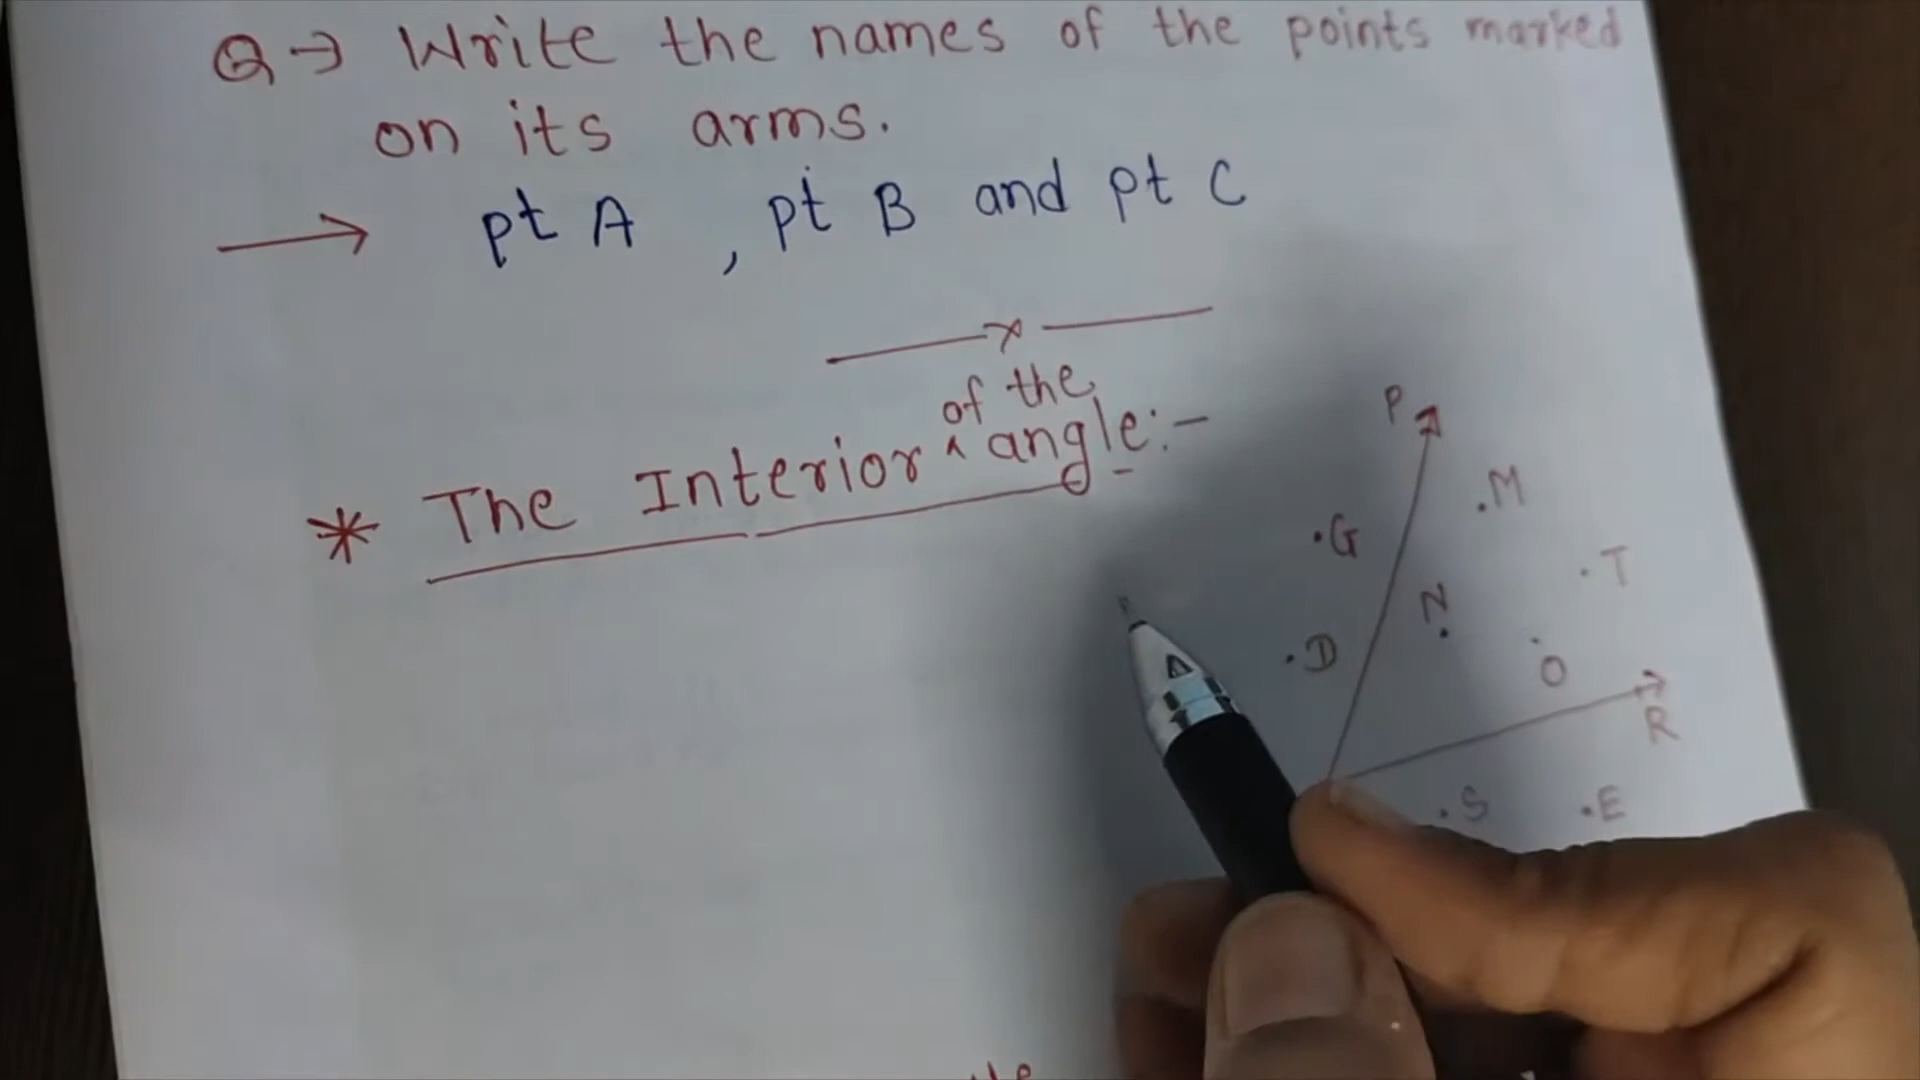 Q → Write the names of the points marked
on its arms.
→ pt A , pt B and pt C
x
of the
* The Interior ^ angle:-
P
.M
.G
.T
N
.D
O
R
.S
.E